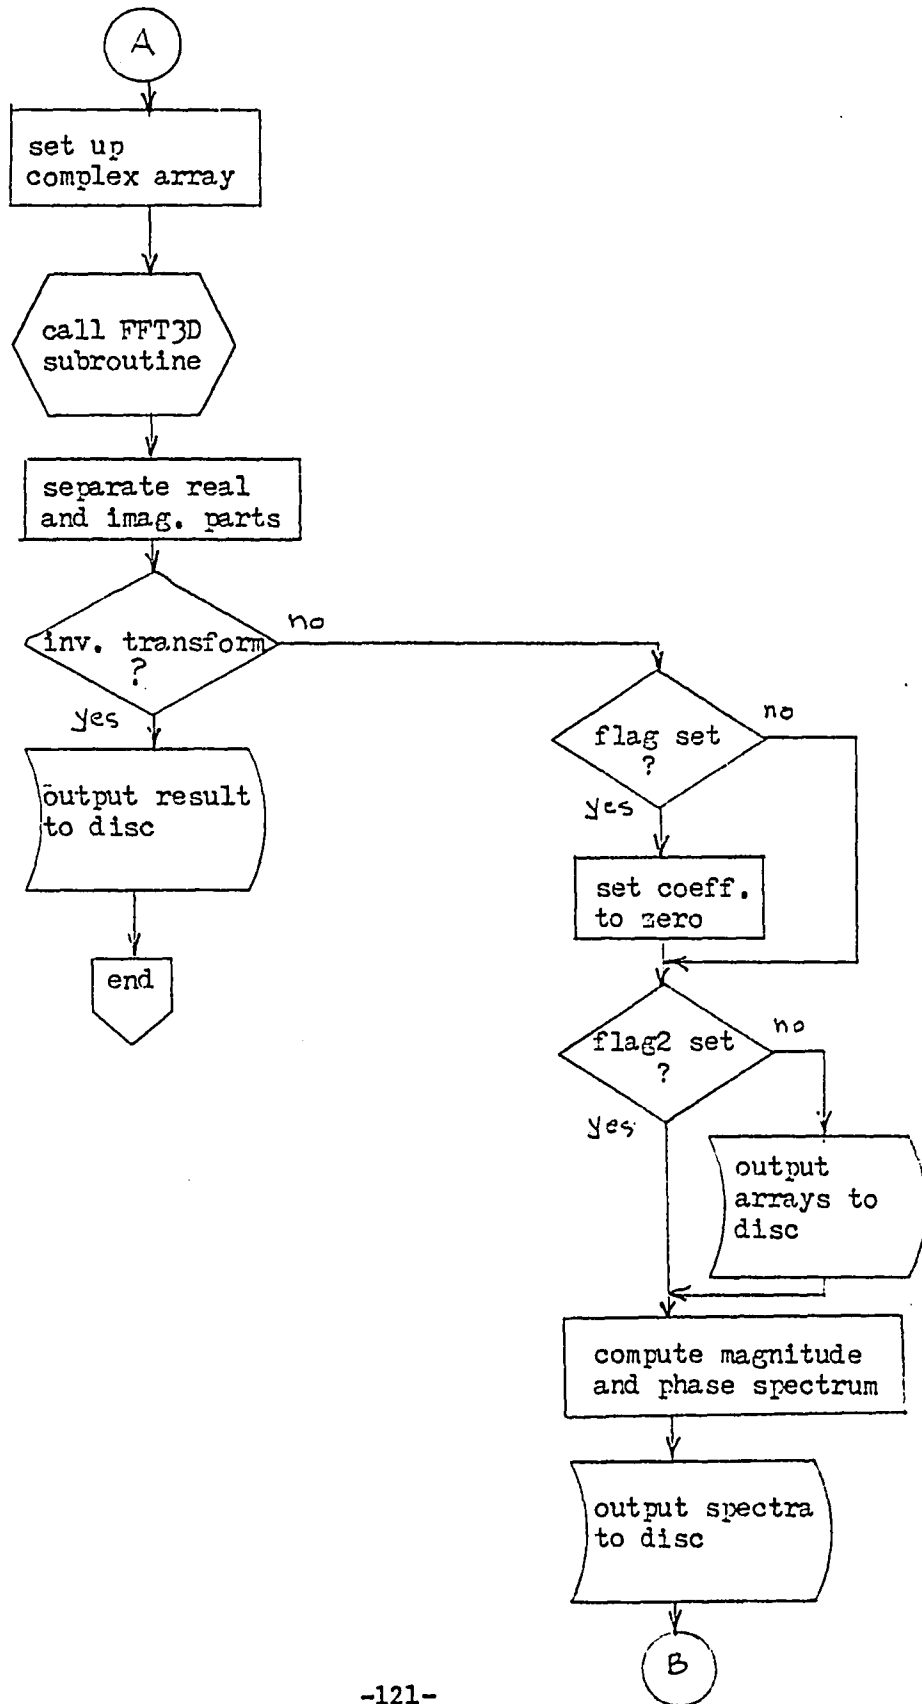 A
set up
complex array
call FFT3D
subroutine
separate real
and imag. parts
inv. transform
?
no
yes
output result
to disc
end
flag set
?
no
yes
set coeff.
to zero
flag2 set
?
no
yes
output
arrays to
disc
compute magnitude
and phase spectrum
output spectra
to disc
B
-121-